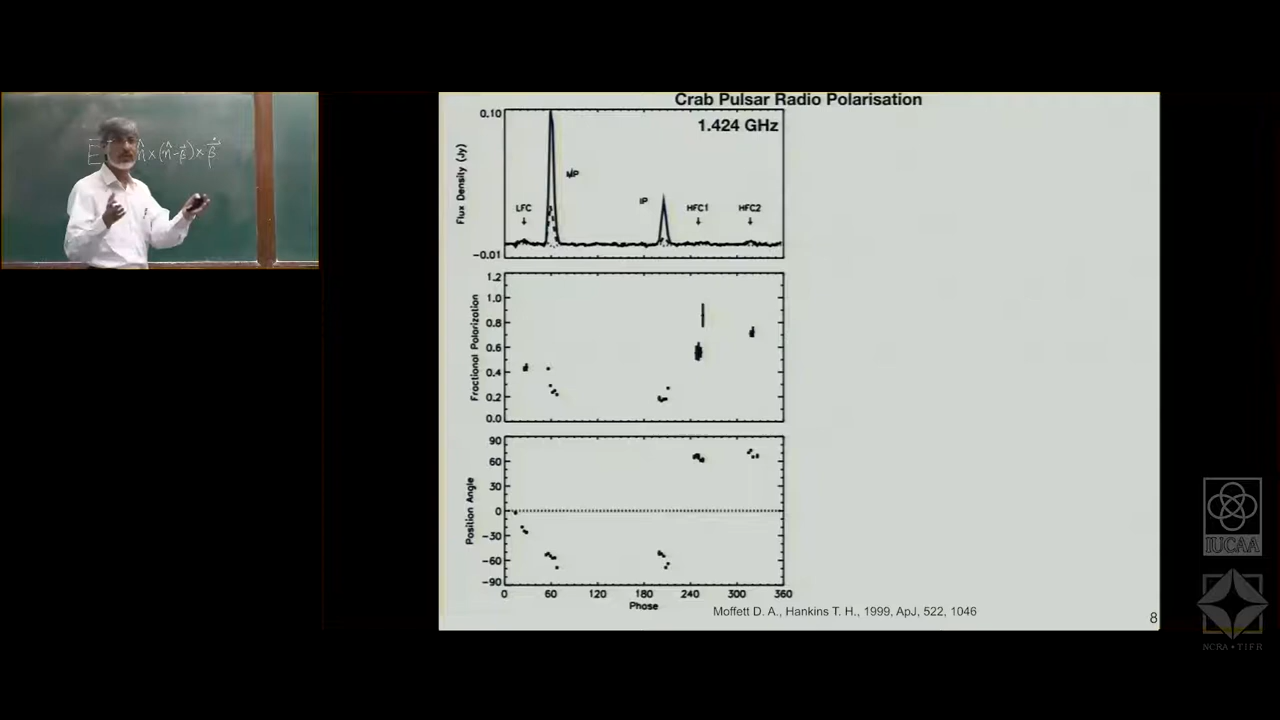 Crab Pulsar Radio Polarisation
1.424 GHz
0.10
Flux Density (Jy)
-0.01
LFC
MP
IP
HFC1
HFC2
1.2
1.0
0.8
0.6
0.4
0.2
0.0
Fractional Polarization
90
60
30
0
-30
-60
-90
Position Angle
0 60 120 180 240 300 360
Phase
Moffett D. A., Hankins T. H., 1999, ApJ, 522, 1046
8
IUCAA
NCRA • TIFR